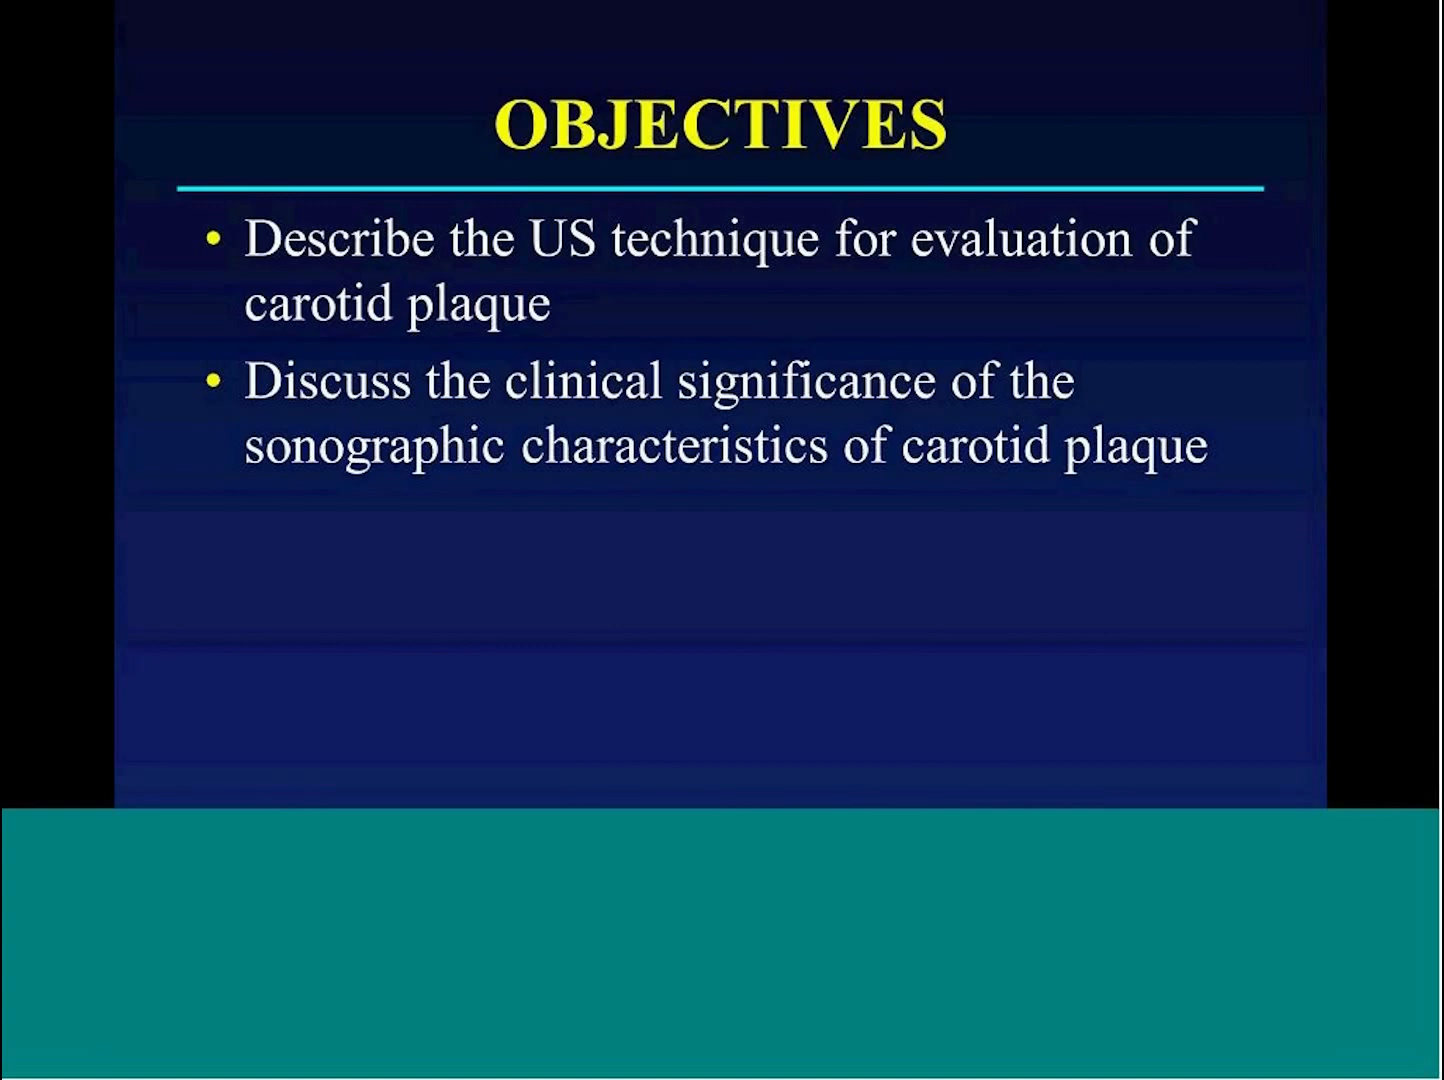 OBJECTIVES
• Describe the US technique for evaluation of
carotid plaque
• Discuss the clinical significance of the
sonographic characteristics of carotid plaque